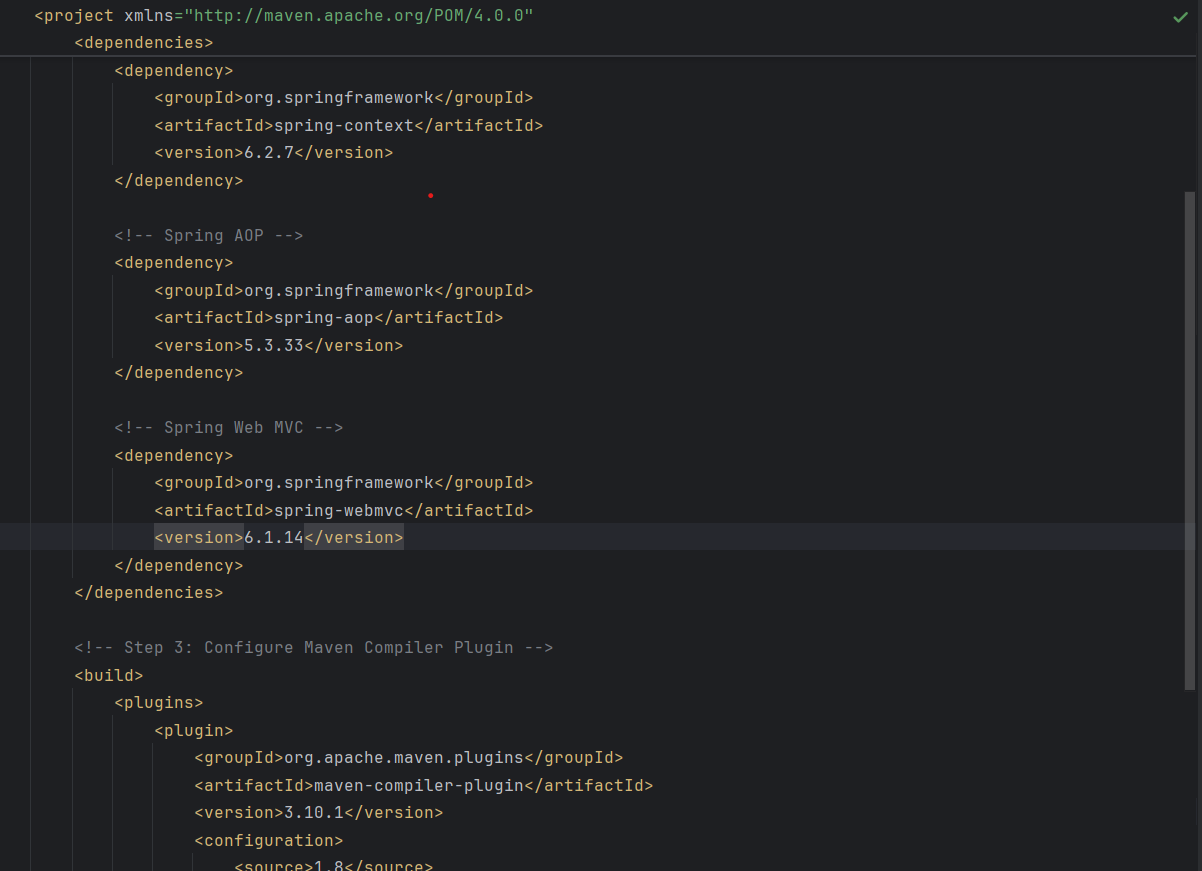 <project xmlns="http://maven.apache.org/POM/4.0.0"
<dependencies>
<dependency>
<groupId>org.springframework</groupId>
<artifactId>spring-context</artifactId>
<version>6.2.7</version>
</dependency>
<!-- Spring AOP -->
<dependency>
<groupId>org.springframework</groupId>
<artifactId>spring-aop</artifactId>
<version>5.3.33</version>
</dependency>
<!-- Spring Web MVC -->
<dependency>
<groupId>org.springframework</groupId>
<artifactId>spring-webmvc</artifactId>
<version>6.1.14</version>
</dependency>
</dependencies>
<!-- Step 3: Configure Maven Compiler Plugin -->
<build>
<plugins>
<plugin>
<groupId>org.apache.maven.plugins</groupId>
<artifactId>maven-compiler-plugin</artifactId>
<version>3.10.1</version>
<configuration>
<source>1.8</source>